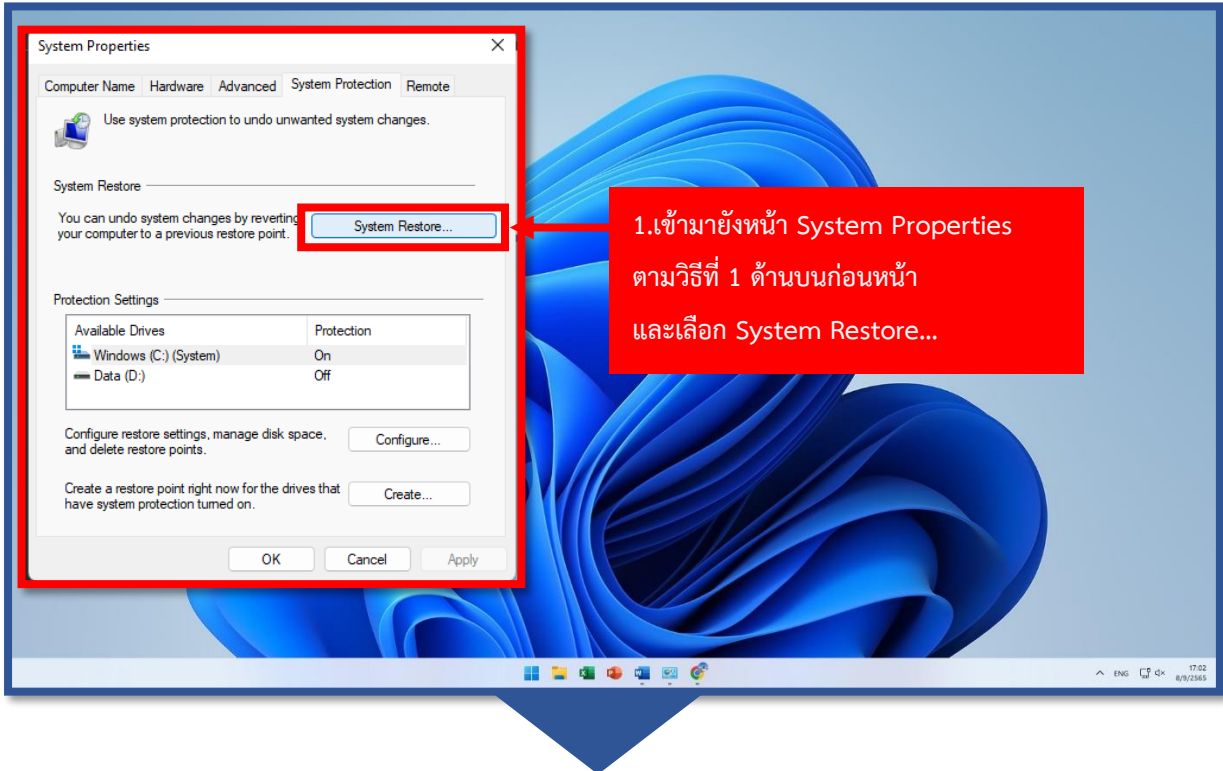 System Properties
Computer Name Hardware Advanced System Protection Remote
Use system protection to undo unwanted system changes.
System Restore
You can undo system changes by reverting
your computer to a previous restore point.
System Restore...
Protection Settings
Available Drives Protection
Windows (C:) (System) On
Data (D:) Off
Configure restore settings, manage disk space,
and delete restore points.
Configure...
Create a restore point right now for the drives that
have system protection turned on.
Create...
OK Cancel Apply
1.เข้ามายังหน้า System Properties
ตามวิธีที่ 1 ด้านบนก่อนหน้า
และเลือก System Restore...
ENG
17:02
8/9/2565